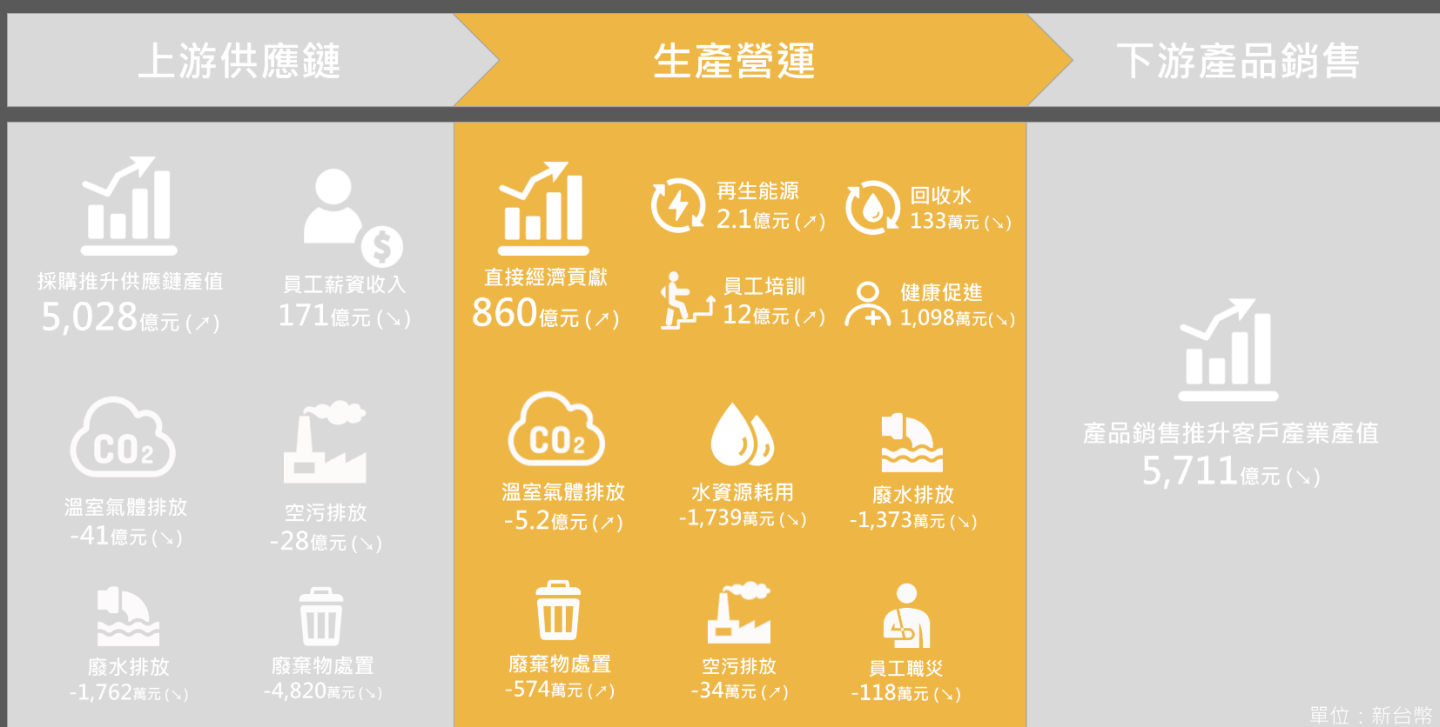 上游供應鏈
生產營運
下游產品銷售
採購推升供應鏈產值
5,028億元 (↗)
員工薪資收入
171億元 (↘)
CO2
溫室氣體排放
-41億元 (↘)
空污排放
-28億元 (↘)
廢水排放
-1,762萬元 (↘)
廢棄物處置
-4,820萬元 (↘)
直接經濟貢獻
860億元 (↗)
再生能源
2.1億元 (↗)
回收水
133萬元 (↘)
員工培訓
12億元 (↗)
健康促進
1,098萬元(↘)
CO2
溫室氣體排放
-5.2億元 (↗)
水資源耗用
-1,739萬元 (↘)
廢水排放
-1,373萬元 (↘)
廢棄物處置
-574萬元 (↗)
空污排放
-34萬元 (↗)
員工職災
-118萬元 (↘)
產品銷售推升客戶產業產值
5,711億元 (↘)
單位：新台幣